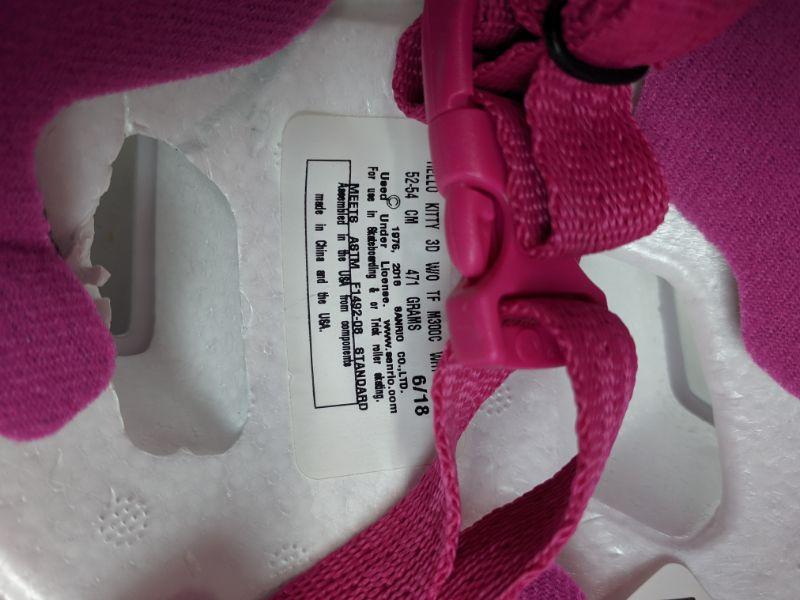 HELLO KITTY 3D W/O TF M300C
52-54 CM 471 GRAMS 6/18
© 1976, 2018 SANRIO CO.,LTD.
Used Under License. www.sanrio.com
For use in Skateboarding & or Trick roller skating.
MEETS ASTM F1492-08 STANDARD
Assembled in the USA from components
made in China and the USA.